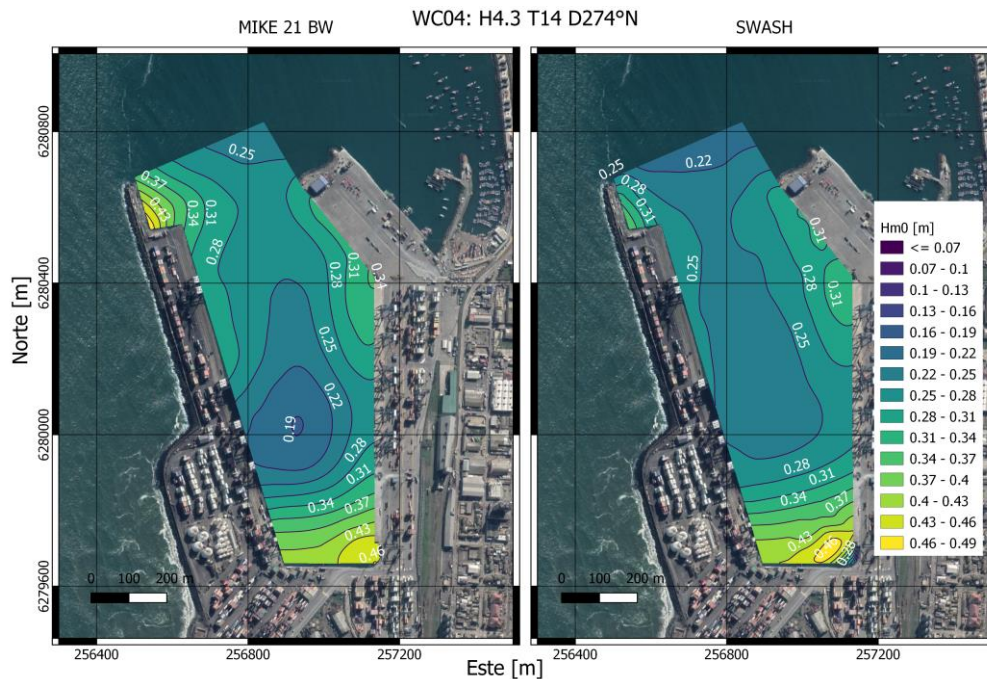 WC04: H4.3 T14 D274°N
MIKE 21 BW
SWASH
Norte [m]
6280800
6280400
6280000
6279600
0.25
0.37
0.43
0.34
0.31
0.28
0.31
0.34
0.28
0.25
0.22
0.19
0.28
0.31
0.34
0.37
0.43
0.46
0 100 200 m
256400 256800 257200
0.25
0.28
0.31
0.22
0.25
0.31
0.28
0.31
0.25
0.28
0.31
0.34
0.37
0.43
0.46
0.28
0 100 200 m
256400 256800 257200
Este [m]
Hm0 [m]
<= 0.07
0.07 - 0.1
0.1 - 0.13
0.13 - 0.16
0.16 - 0.19
0.19 - 0.22
0.22 - 0.25
0.25 - 0.28
0.28 - 0.31
0.31 - 0.34
0.34 - 0.37
0.37 - 0.4
0.4 - 0.43
0.43 - 0.46
0.46 - 0.49